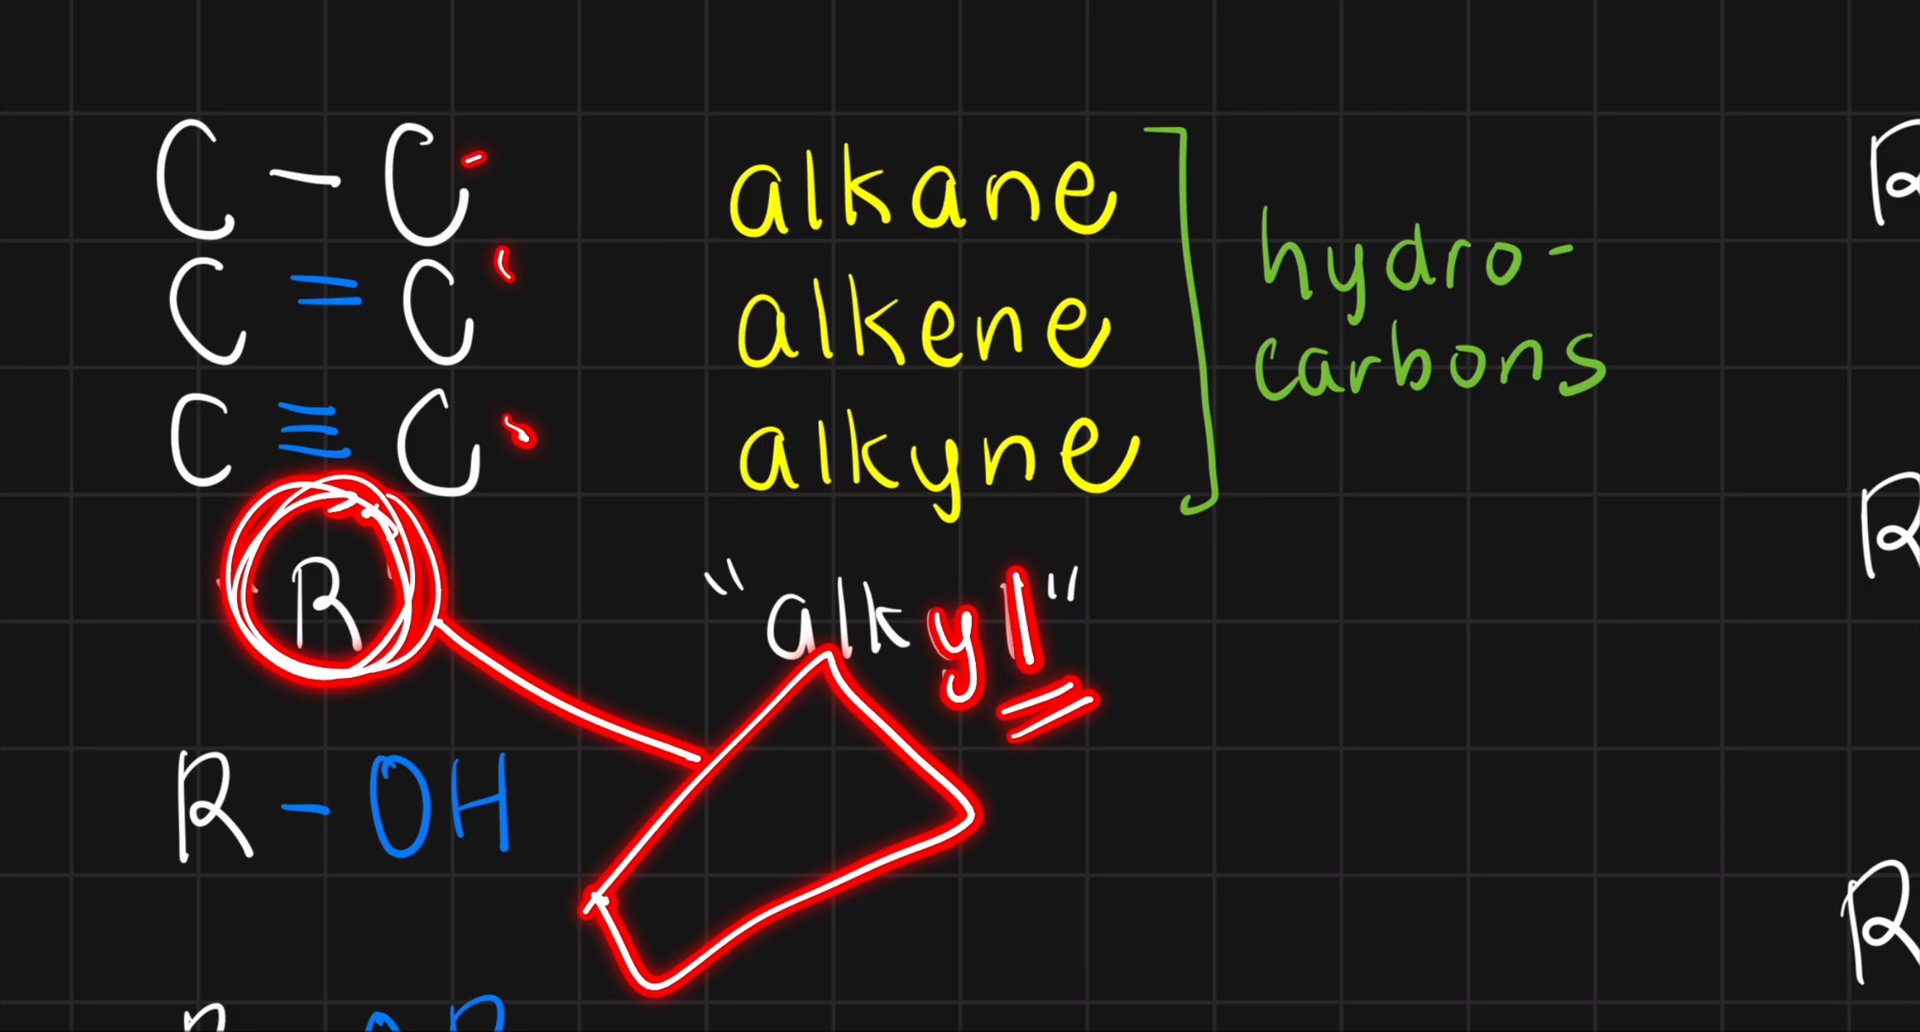 C - C alkane
C = C alkene
C ≡ C alkyne
hydro-
carbons
R "alkyl"
R - OH
R
R
R